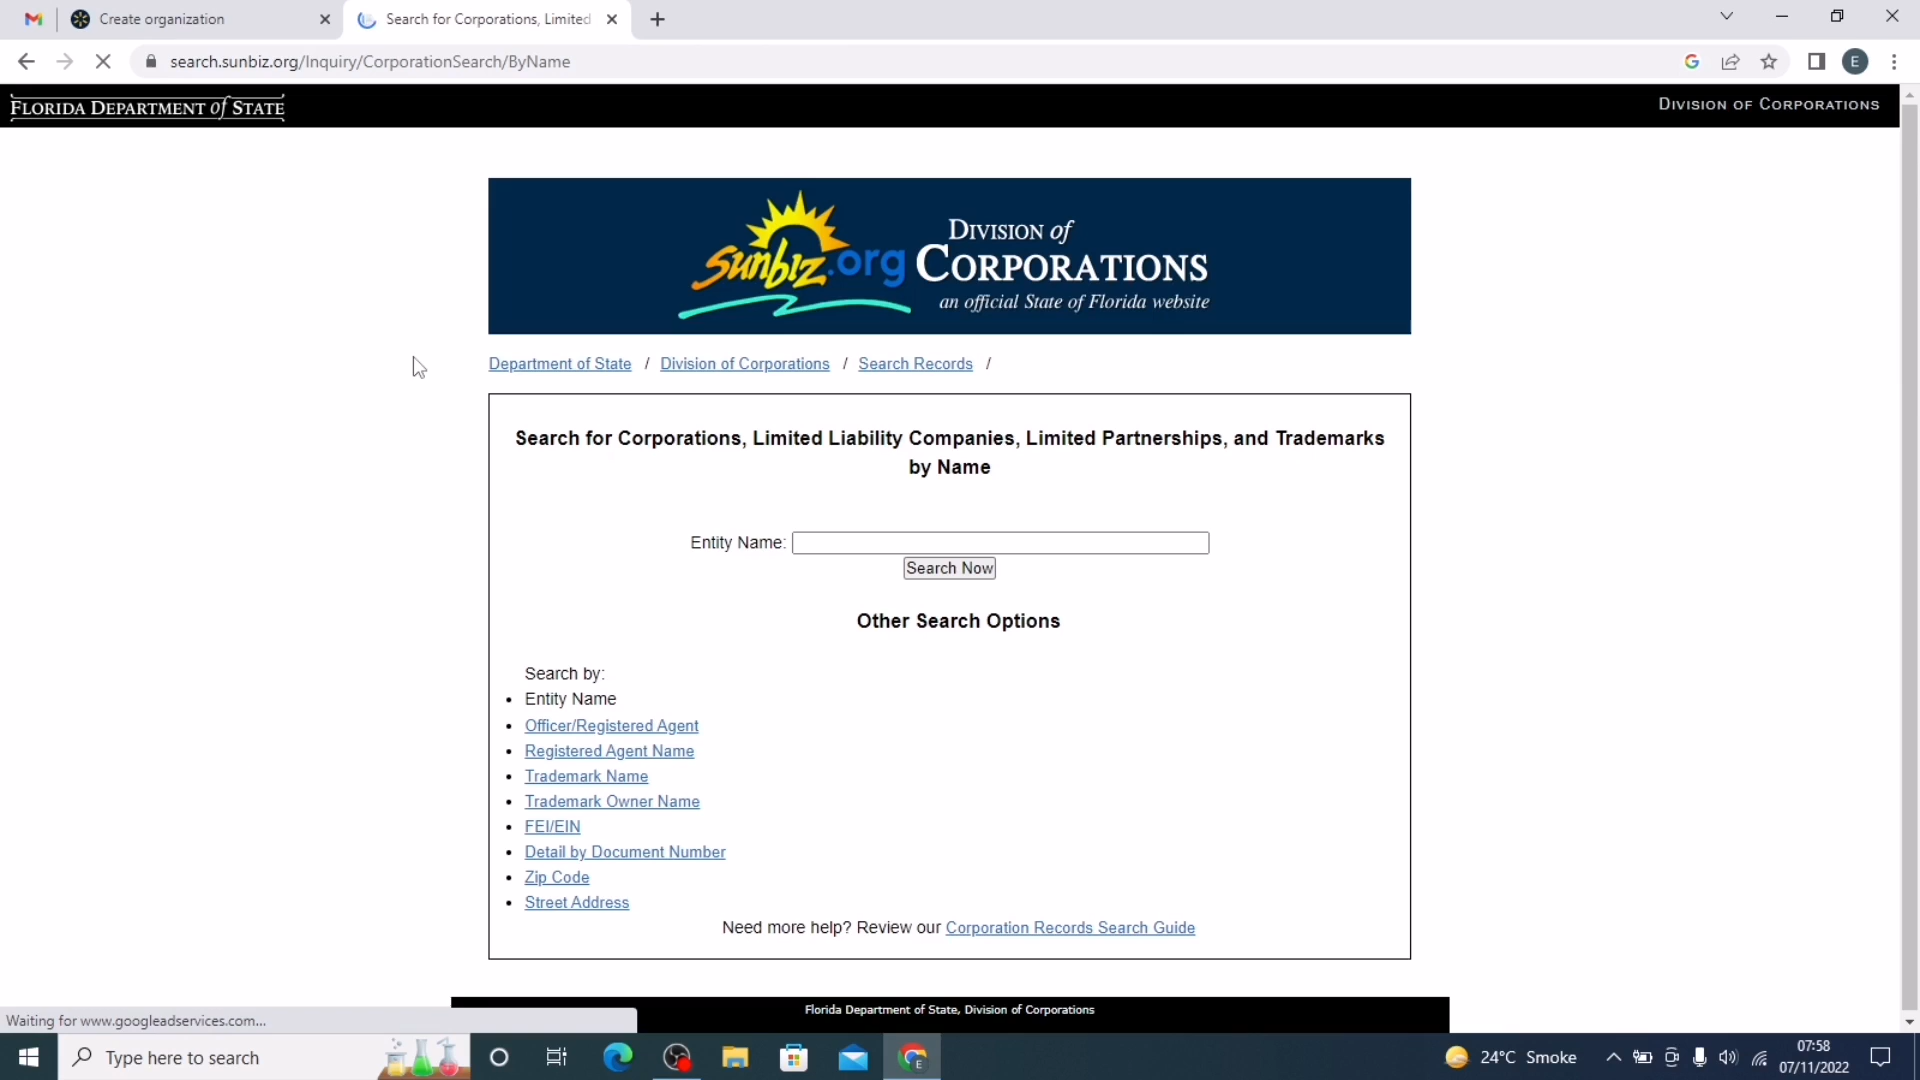 Create organization
Search for Corporations, Limited
search.sunbiz.org/Inquiry/CorporationSearch/ByName
E
FLORIDA DEPARTMENT of STATE
DIVISION OF CORPORATIONS
sunbiz.org
DIVISION of
CORPORATIONS
an official State of Florida website
Department of State / Division of Corporations / Search Records /
Search for Corporations, Limited Liability Companies, Limited Partnerships, and Trademarks
by Name
Entity Name:
Search Now
Other Search Options
Search by:
• Entity Name
• Officer/Registered Agent
• Registered Agent Name
• Trademark Name
• Trademark Owner Name
• FEI/EIN
• Detail by Document Number
• Zip Code
• Street Address
Need more help? Review our Corporation Records Search Guide
Florida Department of State, Division of Corporations
Waiting for www.googleadservices.com...
Type here to search
E
24°C Smoke
07:58
07/11/2022